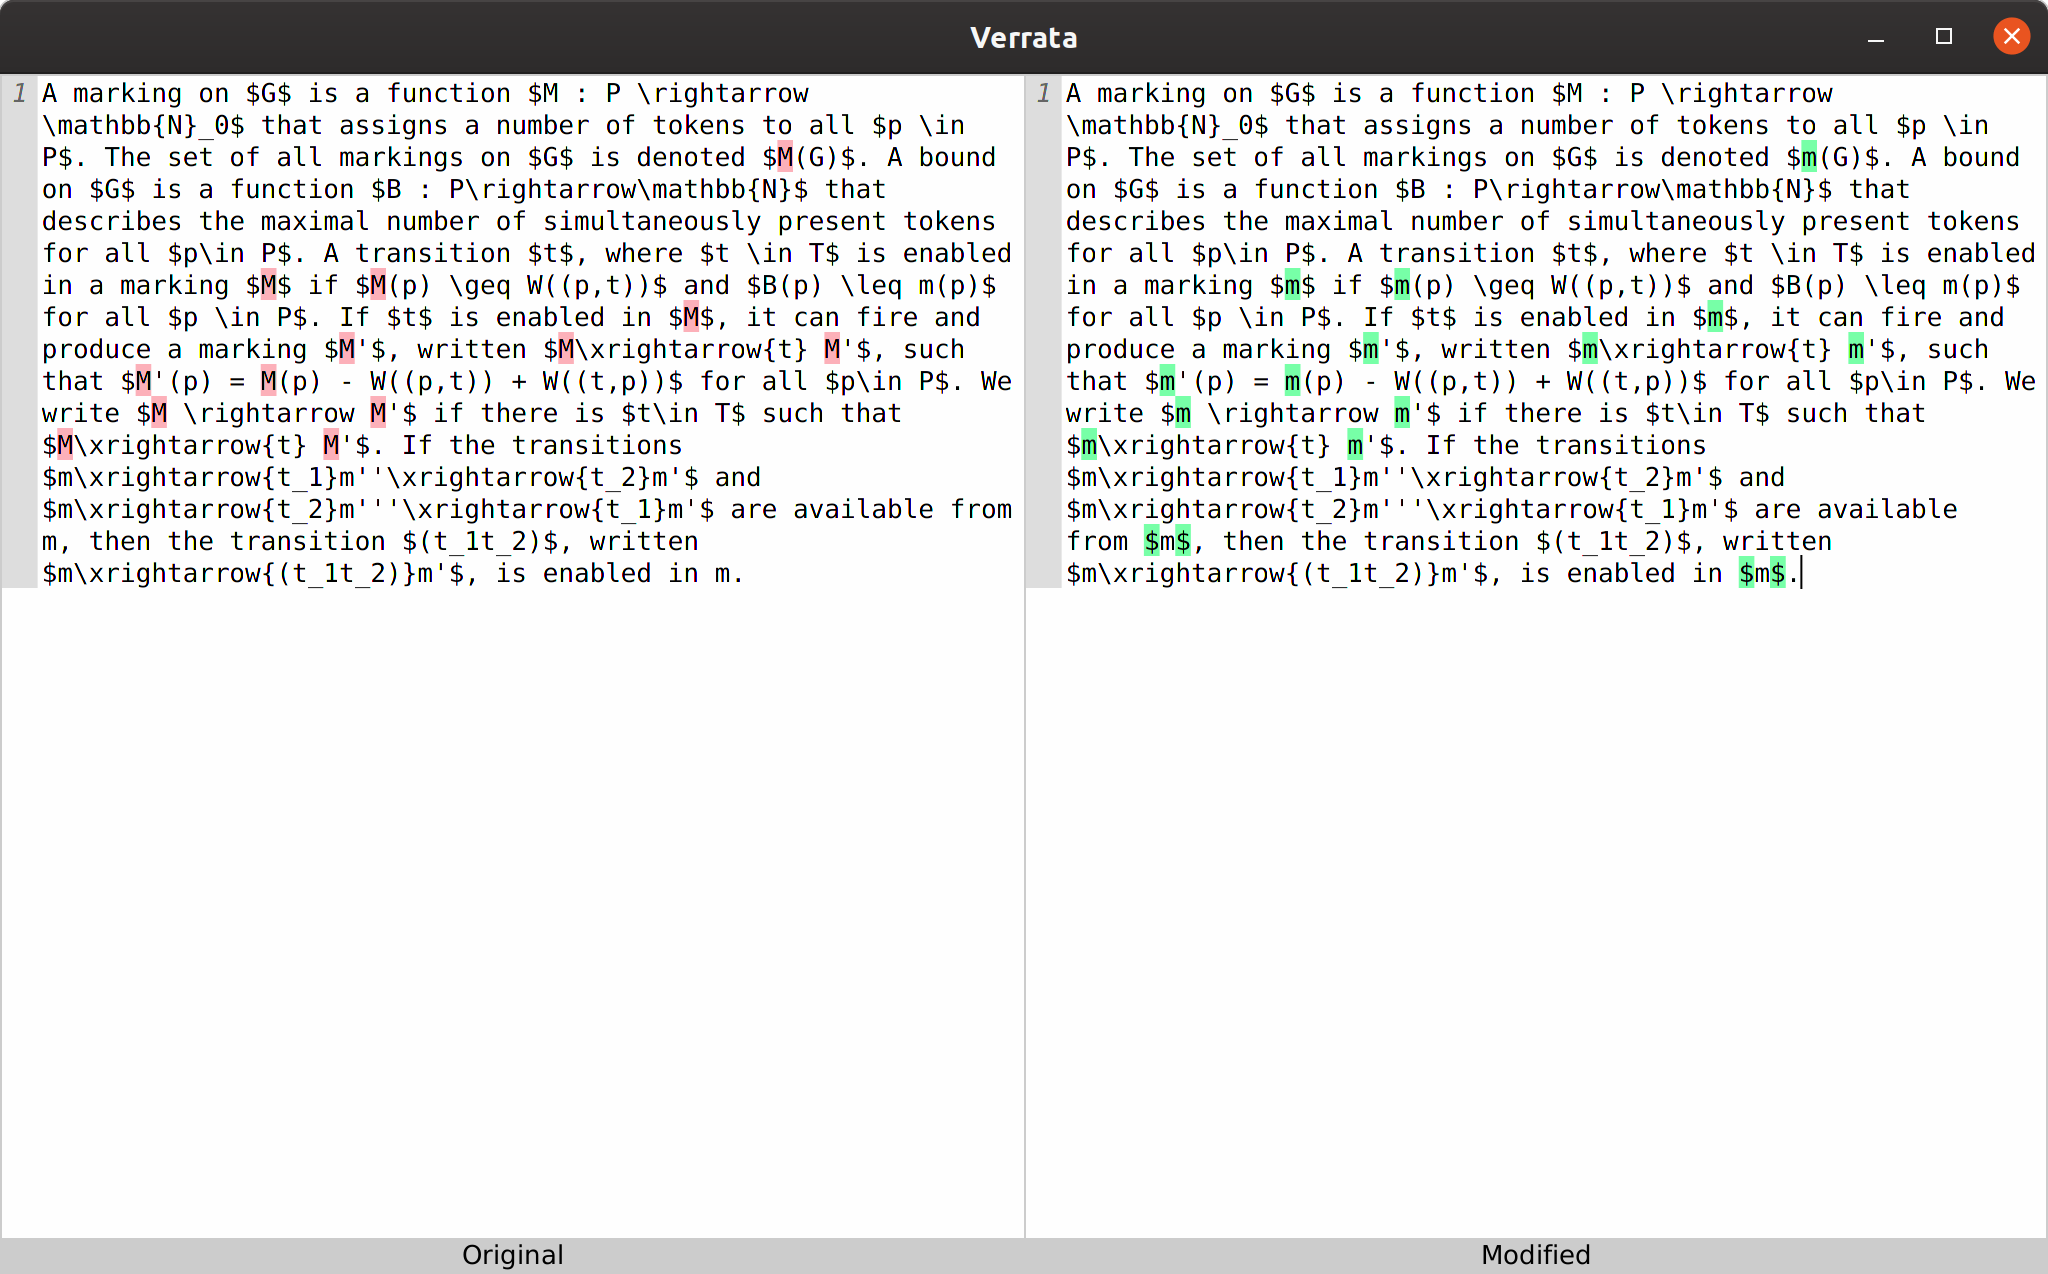 Verrata
1 A marking on $G$ is a function $M : P \rightarrow
\mathbb{N}_0$ that assigns a number of tokens to all $p \in
P$. The set of all markings on $G$ is denoted $M(G)$. A bound
on $G$ is a function $B : P\rightarrow\mathbb{N}$ that
describes the maximal number of simultaneously present tokens
for all $p\in P$. A transition $t$, where $t \in T$ is enabled
in a marking $M$ if $M(p) \geq W((p,t))$ and $B(p) \leq m(p)$
for all $p \in P$. If $t$ is enabled in $M$, it can fire and
produce a marking $M'$, written $M\xrightarrow{t} M'$, such
that $M'(p) = M(p) - W((p,t)) + W((t,p))$ for all $p\in P$. We
write $M \rightarrow M'$ if there is $t\in T$ such that
$M\xrightarrow{t} M'$. If the transitions
$m\xrightarrow{t_1}m''\xrightarrow{t_2}m'$ and
$m\xrightarrow{t_2}m'''\xrightarrow{t_1}m'$ are available from
m, then the transition $(t_1t_2)$, written
$m\xrightarrow{(t_1t_2)}m'$, is enabled in m.
Original
1 A marking on $G$ is a function $M : P \rightarrow
\mathbb{N}_0$ that assigns a number of tokens to all $p \in
P$. The set of all markings on $G$ is denoted $m(G)$. A bound
on $G$ is a function $B : P\rightarrow\mathbb{N}$ that
describes the maximal number of simultaneously present tokens
for all $p\in P$. A transition $t$, where $t \in T$ is enabled
in a marking $m$ if $m(p) \geq W((p,t))$ and $B(p) \leq m(p)$
for all $p \in P$. If $t$ is enabled in $m$, it can fire and
produce a marking $m'$, written $m\xrightarrow{t} m'$, such
that $m'(p) = m(p) - W((p,t)) + W((t,p))$ for all $p\in P$. We
write $m \rightarrow m'$ if there is $t\in T$ such that
$m\xrightarrow{t} m'$. If the transitions
$m\xrightarrow{t_1}m''\xrightarrow{t_2}m'$ and
$m\xrightarrow{t_2}m'''\xrightarrow{t_1}m'$ are available
from $m$, then the transition $(t_1t_2)$, written
$m\xrightarrow{(t_1t_2)}m'$, is enabled in $m$.
Modified